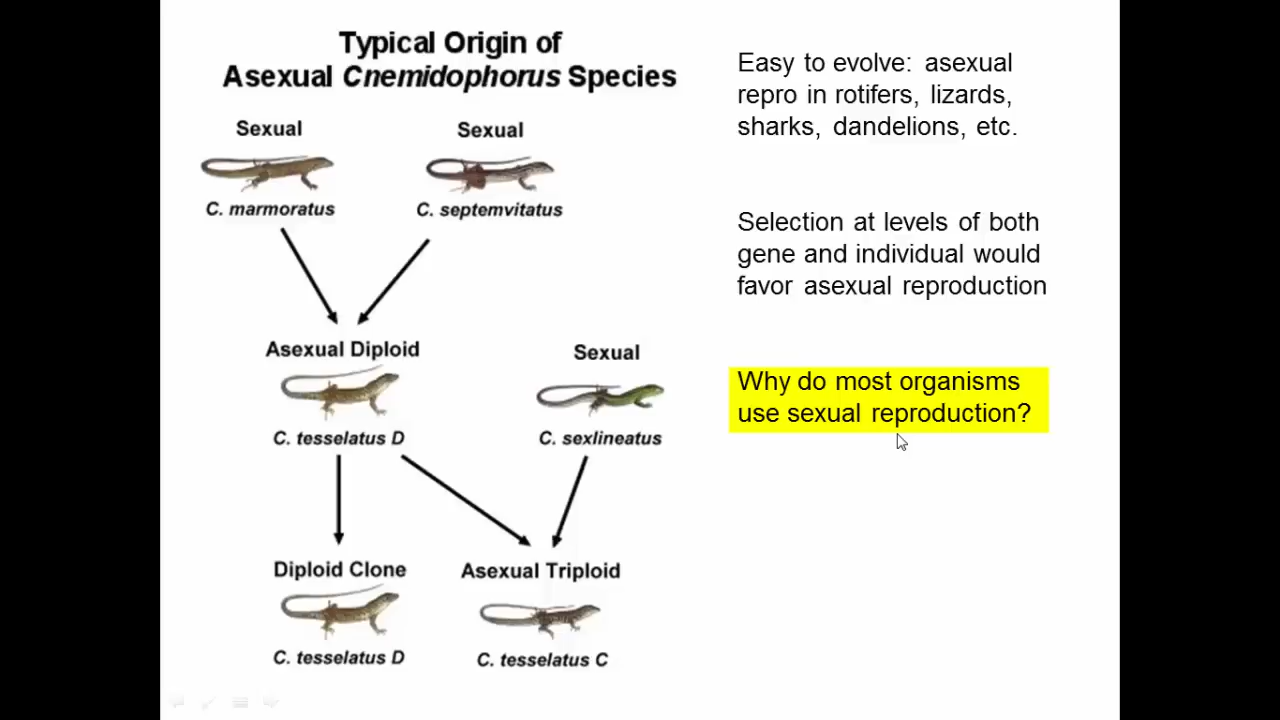 Typical Origin of
Asexual Cnemidophorus Species
Sexual
Sexual
C. marmoratus
C. septemvitatus
Asexual Diploid
Sexual
C. tesselatus D
C. sexlineatus
Diploid Clone
Asexual Triploid
C. tesselatus D
C. tesselatus C
Easy to evolve: asexual
repro in rotifers, lizards,
sharks, dandelions, etc.
Selection at levels of both
gene and individual would
favor asexual reproduction
Why do most organisms
use sexual reproduction?